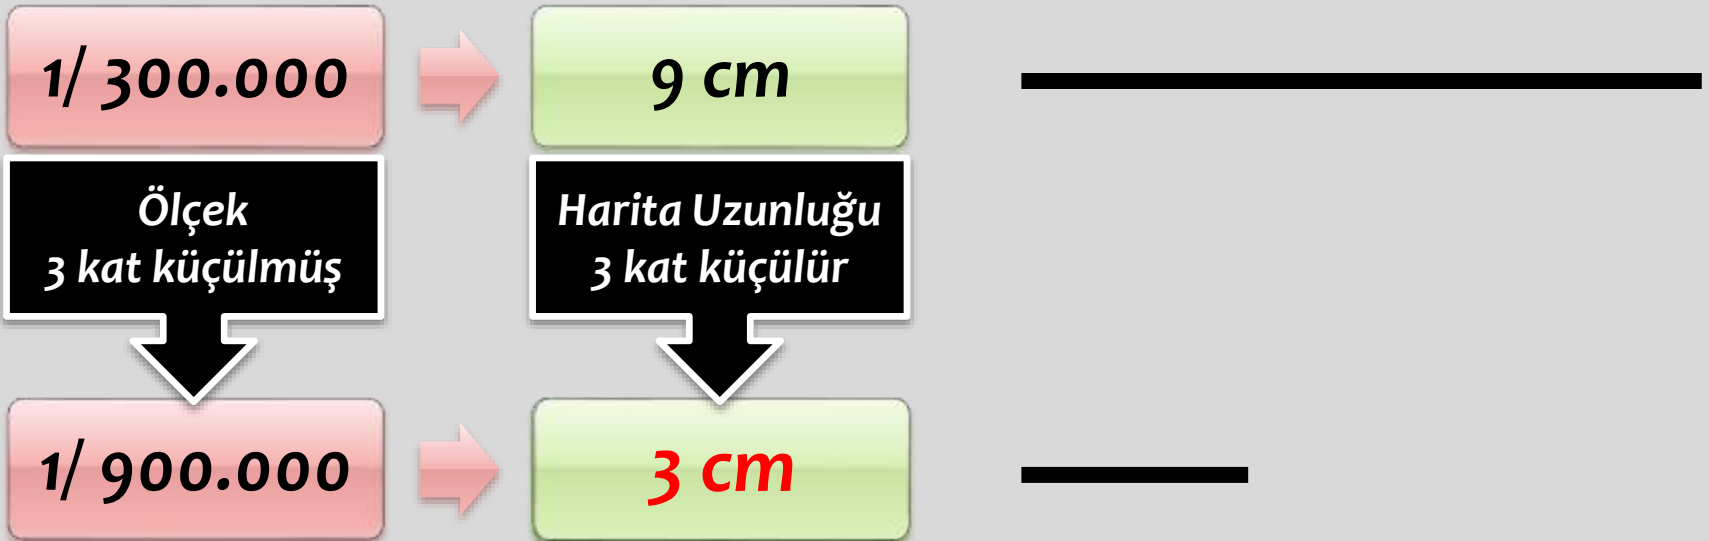 1/ 300.000
9 cm
Ölçek
3 kat küçülmüş
Harita Uzunluğu
3 kat küçülür
1/ 900.000
3 cm